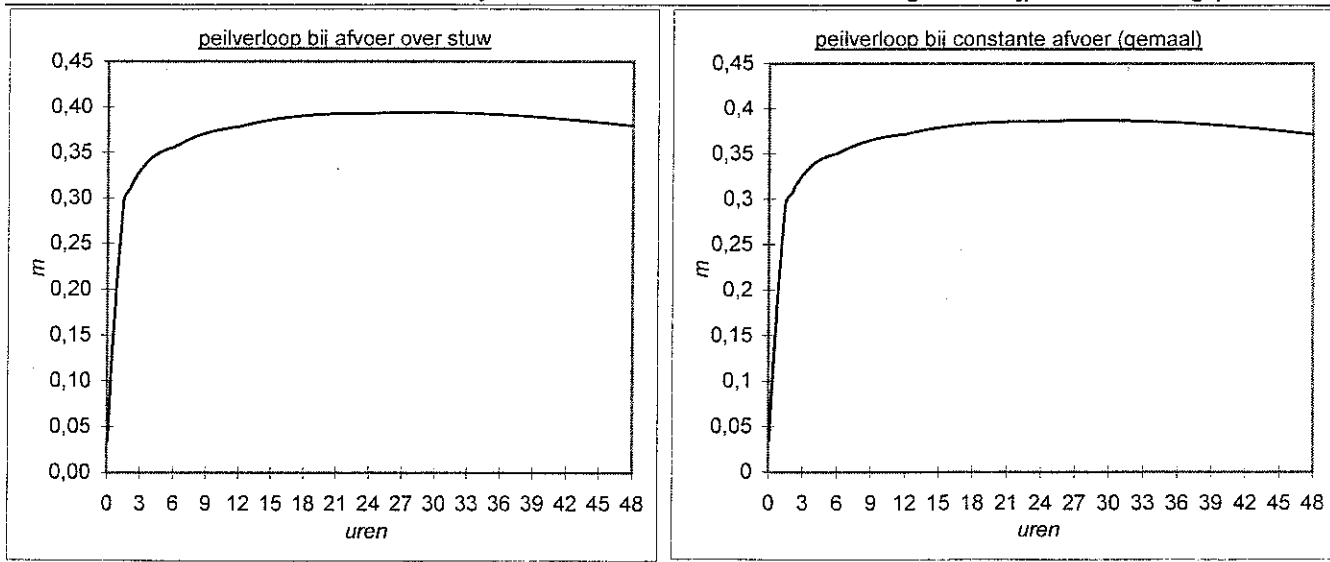 peilverloop bij afvoer over stuw
0,45
0,40
0,35
0,30
0,25
0,20
0,15
0,10
0,05
0,00
m
0 3 6 9 12 15 18 21 24 27 30 33 36 39 42 45 48
uren
peilverloop bij constante afvoer (gemaal)
0,45
0,4
0,35
0,3
0,25
0,2
0,15
0,1
0,05
0
m
0 3 6 9 12 15 18 21 24 27 30 33 36 39 42 45 48
uren